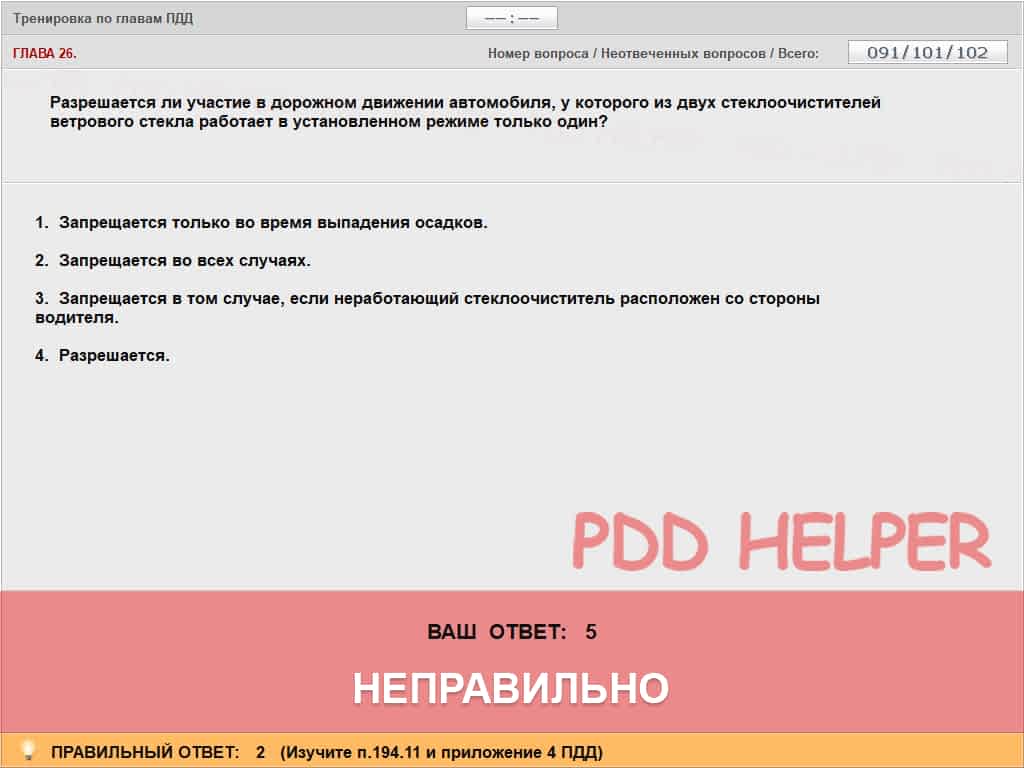 Тренировка по главам ПДД
–– : ––
ГЛАВА 26.
Номер вопроса / Неотвеченных вопросов / Всего:
091/101/102
Разрешается ли участие в дорожном движении автомобиля, у которого из двух стеклоочистителей
ветрового стекла работает в установленном режиме только один?
1. Запрещается только во время выпадения осадков.
2. Запрещается во всех случаях.
3. Запрещается в том случае, если неработающий стеклоочиститель расположен со стороны
водителя.
4. Разрешается.
PDD HELPER
ВАШ ОТВЕТ: 5
НЕПРАВИЛЬНО
ПРАВИЛЬНЫЙ ОТВЕТ: 2 (Изучите п.194.11 и приложение 4 ПДД)